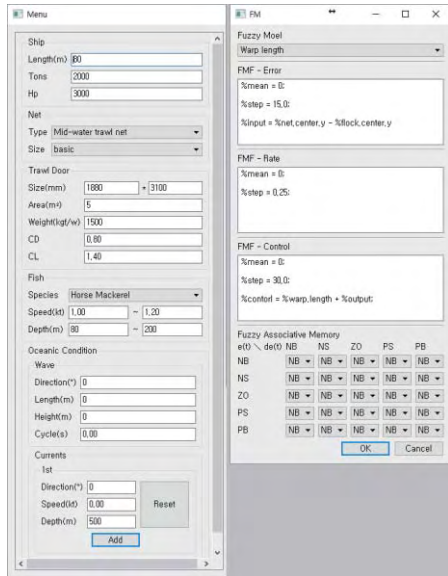 Menu
Ship
Length(m) 80
Tons 2000
Hp 3000
Net
Type Mid-water trawl net
Size basic
Trawl Door
Size(mm) 1880 * 3100
Area(m²) 5
Weight(kgt/w) 1500
CD 0,80
CL 1,40
Fish
Species Horse Mackerel
Speed(kt) 1,00 ~ 1,20
Depth(m) 80 ~ 200
Oceanic Condition
Wave
Direction(°) 0
Length(m) 0
Height(m) 0
Cycle(s) 0,00
Currents
1st
Direction(°) 0
Speed(kt) 0,00
Depth(m) 500
Reset
Add
FM
Fuzzy Moel
Warp length
FMF - Error
%mean = 0;
%step = 15,0;
%input = %net,center,y - %flock,center,y
FMF - Rate
%mean = 0;
%step = 0,25;
FMF - Control
%mean = 0;
%step = 30,0;
%contorl = %warp,length + %output;
Fuzzy Associative Memory
e(t) \ de(t) NB NS ZO PS PB
NB NB NB NB NB NB
NS NB NB NB NB NB
ZO NB NB NB NB NB
PS NB NB NB NB NB
PB NB NB NB NB NB
OK Cancel